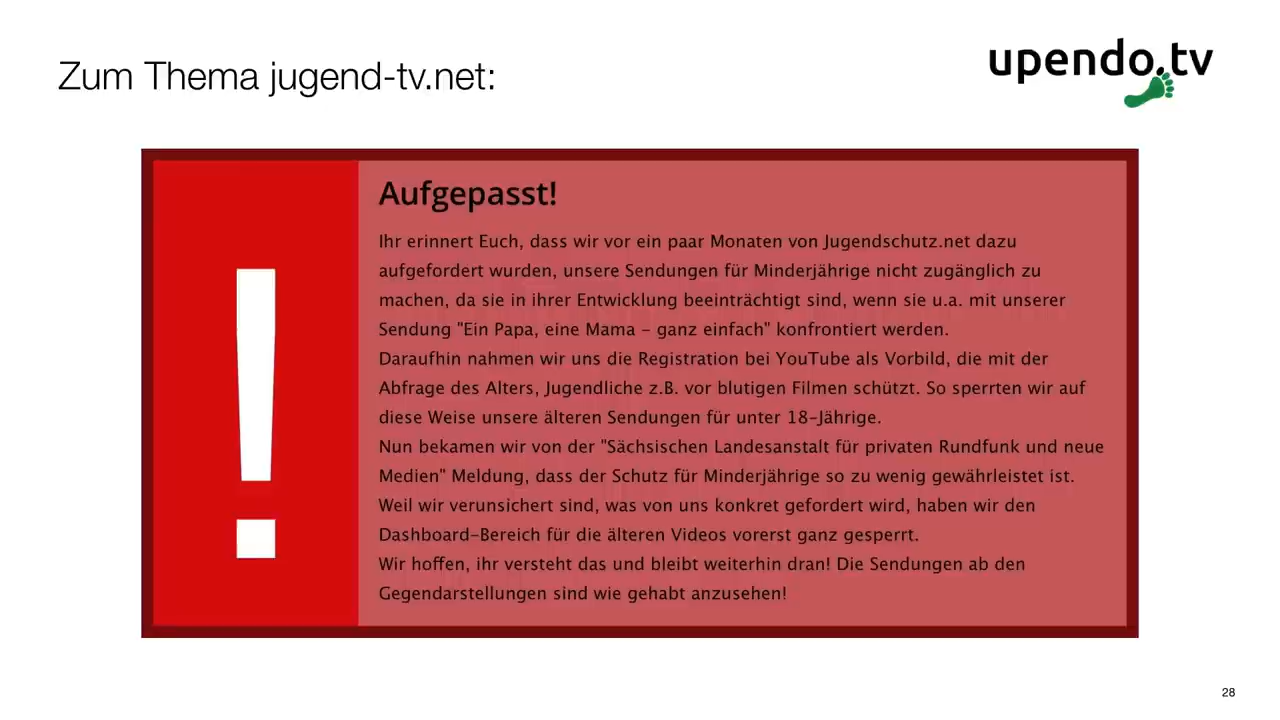 Zum Thema jugend-tv.net:
upendo.tv
Aufgepasst!
Ihr erinnert Euch, dass wir vor ein paar Monaten von Jugendschutz.net dazu
aufgefordert wurden, unsere Sendungen für Minderjährige nicht zugänglich zu
machen, da sie in ihrer Entwicklung beeinträchtigt sind, wenn sie u.a. mit unserer
Sendung "Ein Papa, eine Mama – ganz einfach" konfrontiert werden.
Daraufhin nahmen wir uns die Registration bei YouTube als Vorbild, die mit der
Abfrage des Alters, Jugendliche z.B. vor blutigen Filmen schützt. So sperrten wir auf
diese Weise unsere älteren Sendungen für unter 18-Jährige.
Nun bekamen wir von der "Sächsischen Landesanstalt für privaten Rundfunk und neue
Medien" Meldung, dass der Schutz für Minderjährige so zu wenig gewährleistet ist.
Weil wir verunsichert sind, was von uns konkret gefordert wird, haben wir den
Dashboard-Bereich für die älteren Videos vorerst ganz gesperrt.
Wir hoffen, ihr versteht das und bleibt weiterhin dran! Die Sendungen ab den
Gegendarstellungen sind wie gehabt anzusehen!
28